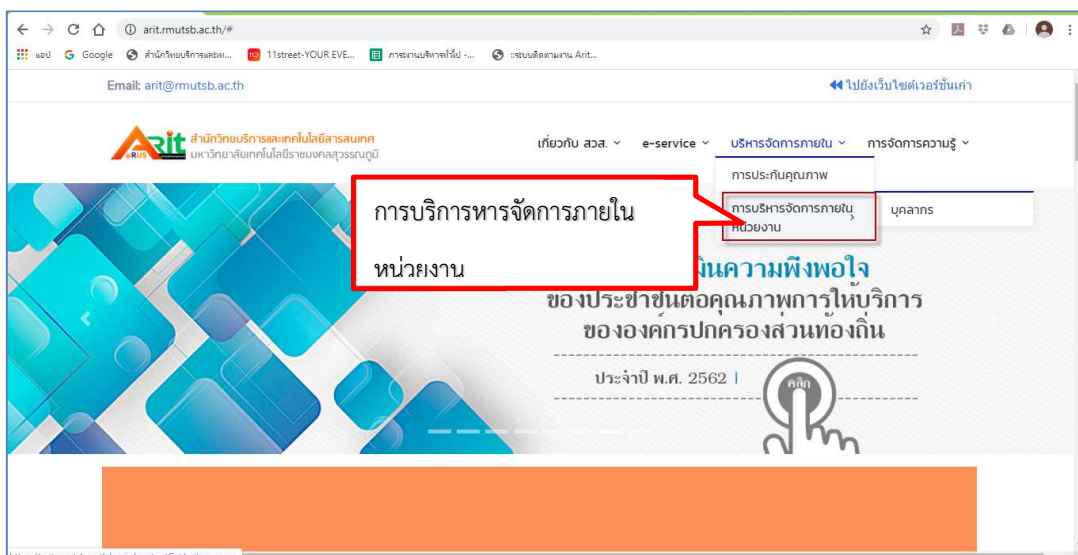 arit.rmutsb.ac.th/#
แอป Google สำนักวิทยบริการและเท... 11street-YOUR EVE... การรายงานบริหารทั่วไป -... ::ระบบติดตามงาน Arit...
Email: arit@rmutsb.ac.th ไปยังเว็บไซต์เวอร์ชั่นเก่า
Arit สำนักวิทยบริการและเทคโนโลยีสารสนเทศ
eRUS มหาวิทยาลัยเทคโนโลยีราชมงคลสุวรรณภูมิ
เกี่ยวกับ สวส. e-service บริหารจัดการภายใน การจัดการความรู้
การประกันคุณภาพ
การบริหารจัดการภายใน บุคลากร
หน่วยงาน
การบริการหารจัดการภายใน
หน่วยงาน
ความพึงพอใจ
ของประชาชนต่อคุณภาพการให้บริการ
ขององค์กรปกครองส่วนท้องถิ่น
ประจำปี พ.ศ. 2562
คลิก